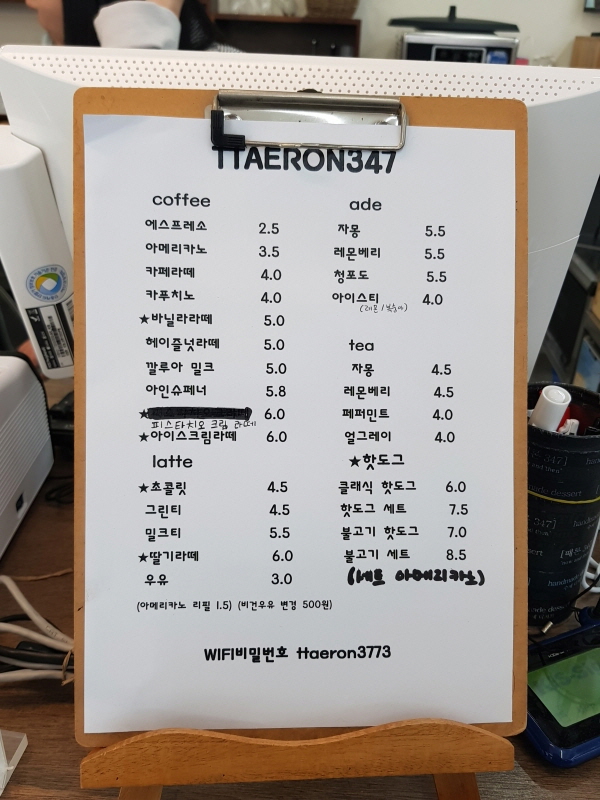 TTAERON347
coffee
에스프레소 2.5
아메리카노 3.5
카페라떼 4.0
카푸치노 4.0
★바닐라라떼 5.0
헤이즐넛라떼 5.0
깔루아 밀크 5.0
아인슈페너 5.8
★ 6.0
피스타치오 크림 라떼
★아이스크림라떼 6.0
latte
★초콜릿 4.5
그린티 4.5
밀크티 5.5
★딸기라떼 6.0
우유 3.0
(아메리카노 리필 1.5) (비건우유 변경 500원)
ade
자몽 5.5
레몬베리 5.5
청포도 5.5
아이스티 4.0
(레몬/복숭아)
tea
자몽 4.5
레몬베리 4.5
페퍼민트 4.0
얼그레이 4.0
★핫도그
클래식 핫도그 6.0
핫도그 세트 7.5
불고기 핫도그 7.0
불고기 세트 8.5
(세트 아메리카노)
WIFI비밀번호 ttaeron3773